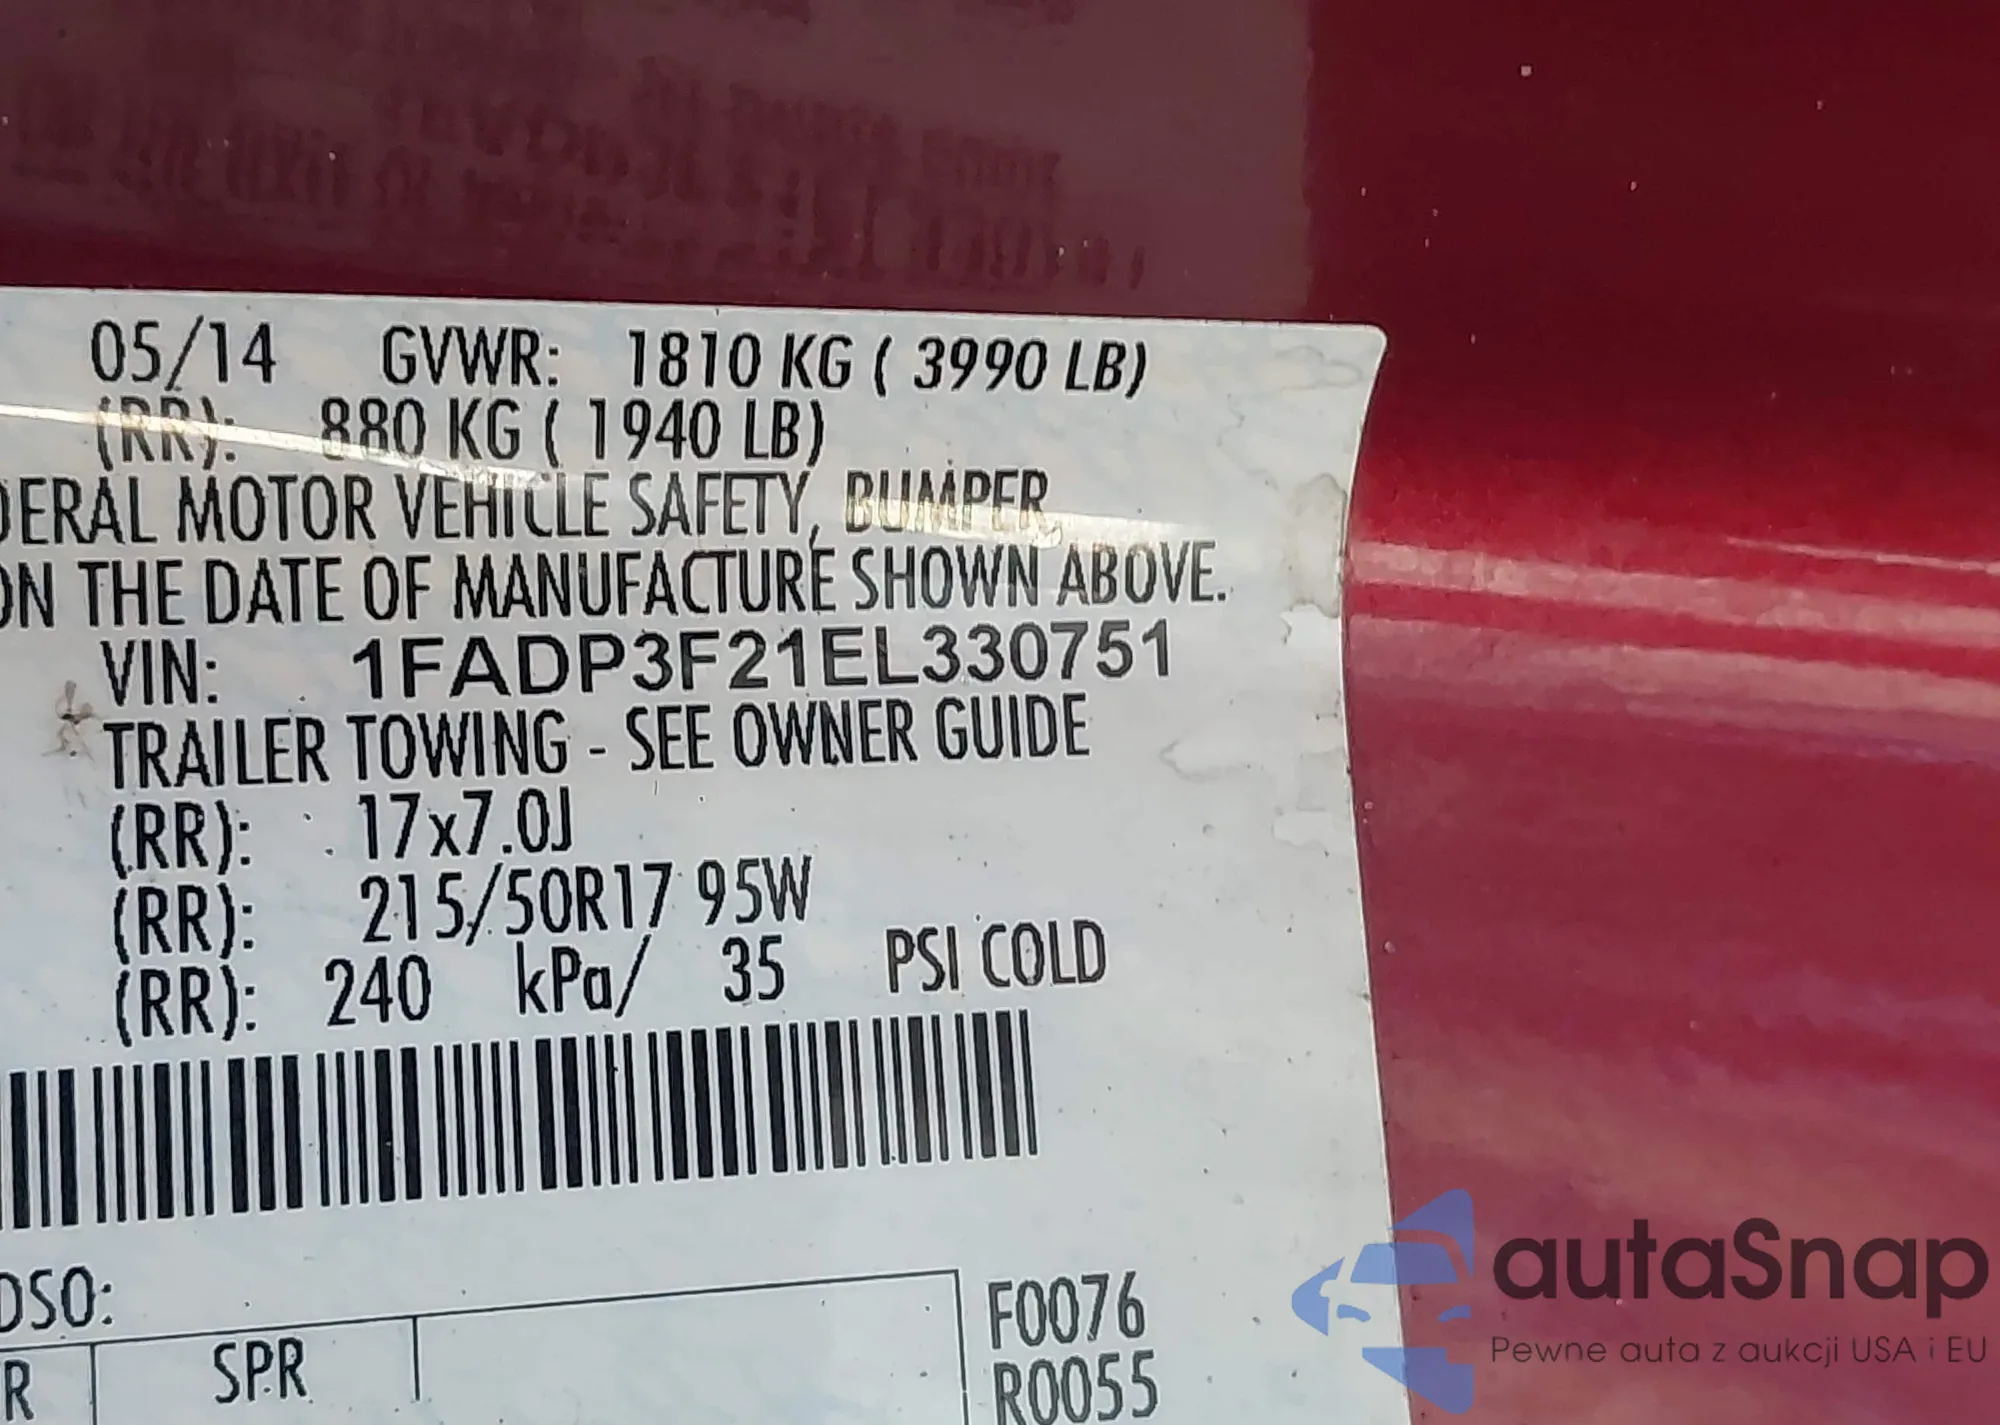 05/14 GVWR: 1810 KG ( 3990 LB)
(RR): 880 KG ( 1940 LB)
DERAL MOTOR VEHICLE SAFETY, BUMPER,
ON THE DATE OF MANUFACTURE SHOWN ABOVE.
VIN: 1FADP3F21EL330751
TRAILER TOWING - SEE OWNER GUIDE
(RR): 17x7.0J
(RR): 215/50R17 95W
(RR): 240 kPa/ 35 PSI COLD
DSO:
F0076
R SPR
R0055
autaSnap
Pewne auta z aukcji USA i EU